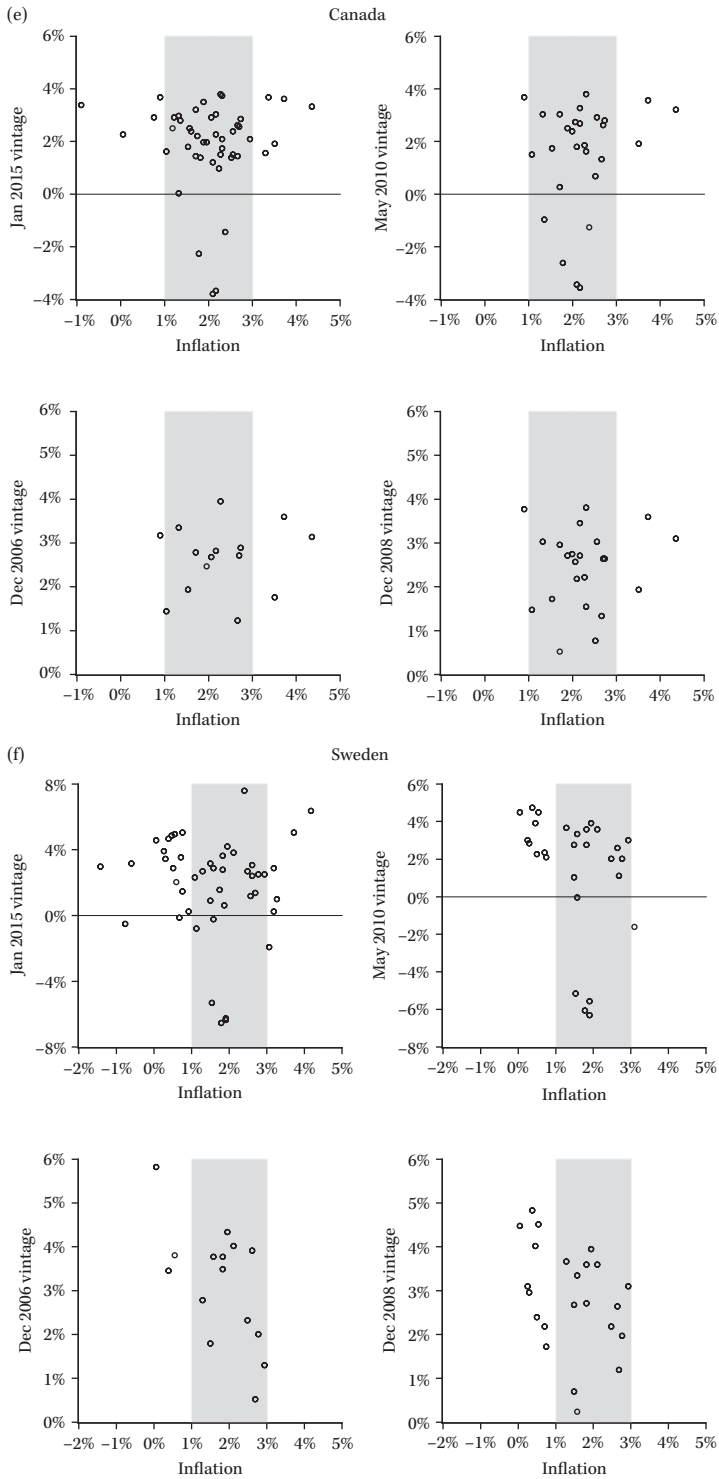 (e) Canada
6%
4%
2%
0%
−2%
−4%
Jan 2015 vintage
−1% 0% 1% 2% 3% 4% 5%
Inflation
6%
4%
2%
0%
−2%
−4%
May 2010 vintage
−1% 0% 1% 2% 3% 4% 5%
Inflation
6%
5%
4%
3%
2%
1%
0%
Dec 2006 vintage
−1% 0% 1% 2% 3% 4% 5%
Inflation
6%
5%
4%
3%
2%
1%
0%
Dec 2008 vintage
−1% 0% 1% 2% 3% 4% 5%
Inflation
(f) Sweden
8%
4%
0%
−4%
−8%
Jan 2015 vintage
−2% −1% 0% 1% 2% 3% 4% 5%
Inflation
6%
4%
2%
0%
−2%
−4%
−6%
−8%
May 2010 vintage
−2% −1% 0% 1% 2% 3% 4% 5%
Inflation
6%
5%
4%
3%
2%
1%
0%
Dec 2006 vintage
−2% −1% 0% 1% 2% 3% 4% 5%
Inflation
6%
5%
4%
3%
2%
1%
0%
Dec 2008 vintage
−2% −1% 0% 1% 2% 3% 4% 5%
Inflation